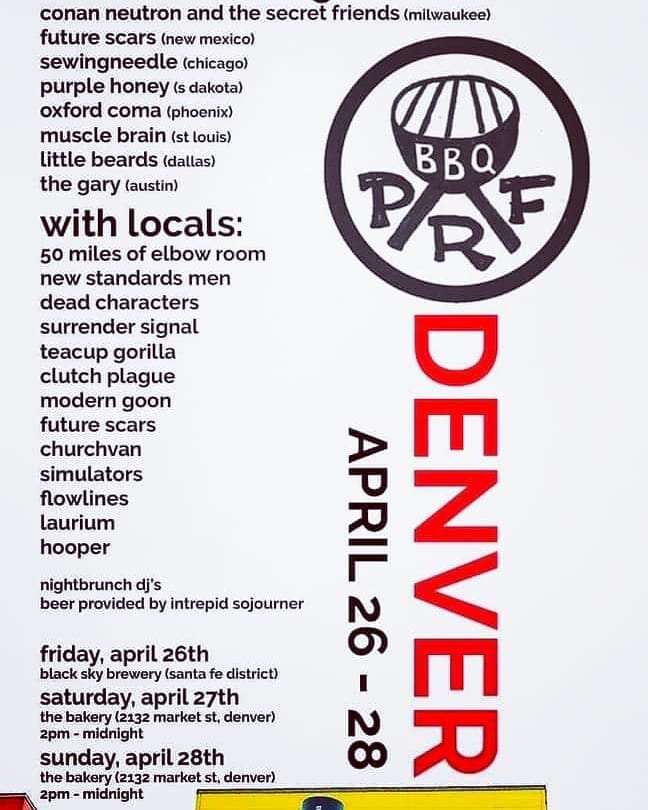 conan neutron and the secret friends (milwaukee)
future scars (new mexico)
sewingneedle (chicago)
purple honey (s dakota)
oxford coma (phoenix)
muscle brain (st louis)
little beards (dallas)
the gary (austin)
with locals:
50 miles of elbow room
new standards men
dead characters
surrender signal
teacup gorilla
clutch plague
modern goon
future scars
churchvan
simulators
flowlines
laurium
hooper
nightbrunch dj's
beer provided by intrepid sojourner
friday, april 26th
black sky brewery (santa fe district)
saturday, april 27th
the bakery (2132 market st, denver)
2pm - midnight
sunday, april 28th
the bakery (2132 market st, denver)
2pm - midnight
BBQ
PRF
DENVER
APRIL 26 - 28